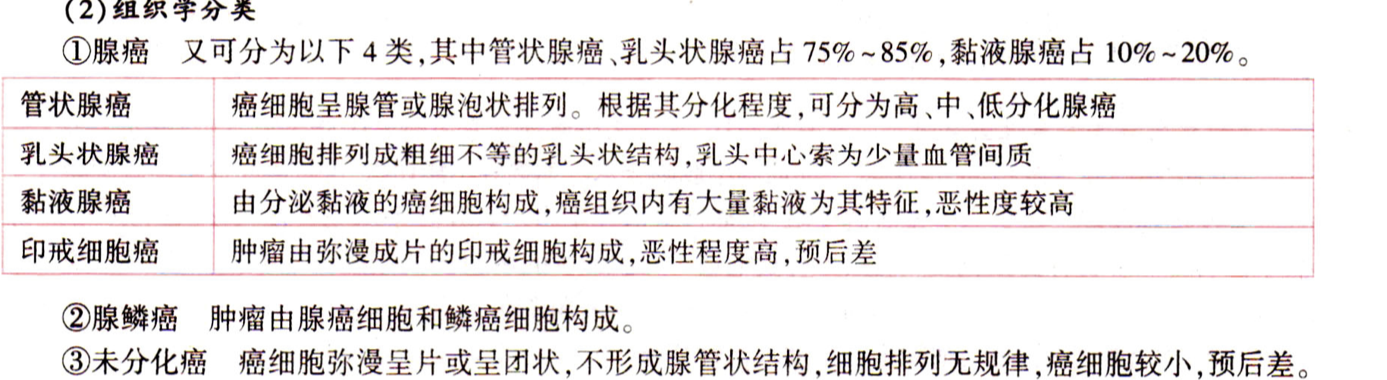 (2)组织学分类
①腺癌　又可分为以下 4 类,其中管状腺癌、乳头状腺癌占 75%~85%,黏液腺癌占 10%~20%。
管状腺癌　癌细胞呈腺管或腺泡状排列。根据其分化程度,可分为高、中、低分化腺癌
乳头状腺癌　癌细胞排列成粗细不等的乳头状结构,乳头中心索为少量血管间质
黏液腺癌　由分泌黏液的癌细胞构成,癌组织内有大量黏液为其特征,恶性度较高
印戒细胞癌　肿瘤由弥漫成片的印戒细胞构成,恶性程度高,预后差
②腺鳞癌　肿瘤由腺癌细胞和鳞癌细胞构成。
③未分化癌　癌细胞弥漫呈片或呈团状,不形成腺管状结构,细胞排列无规律,癌细胞较小,预后差。